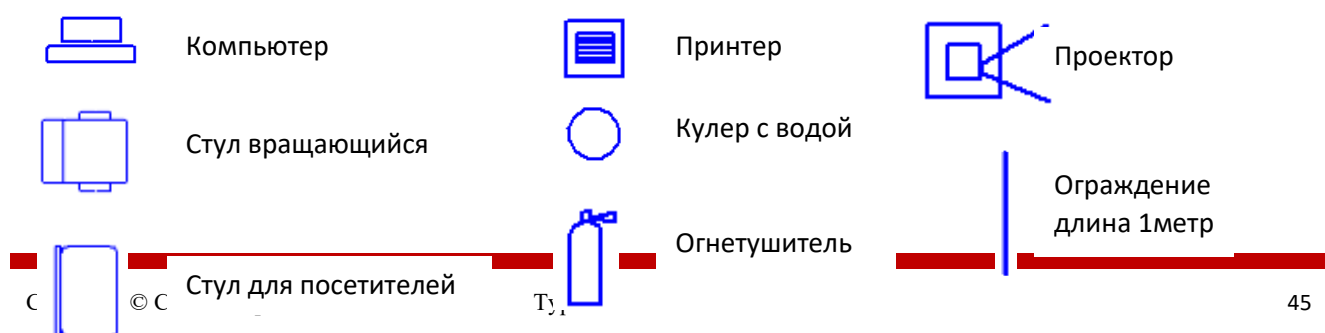 Компьютер
Принтер
Проектор
Стул вращающийся
Кулер с водой
Ограждение
длина 1метр
Огнетушитель
Стул для посетителей
©
45